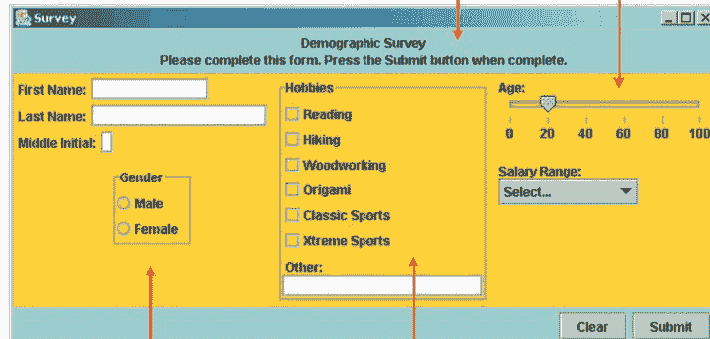 Survey
Demographic Survey
Please complete this form. Press the Submit button when complete.
First Name:
Last Name:
Middle Initial:
Gender
Male
Female
Hobbies
Reading
Hiking
Woodworking
Origami
Classic Sports
Xtreme Sports
Other:
Age:
0 20 40 60 80 100
Salary Range:
Select...
Clear Submit